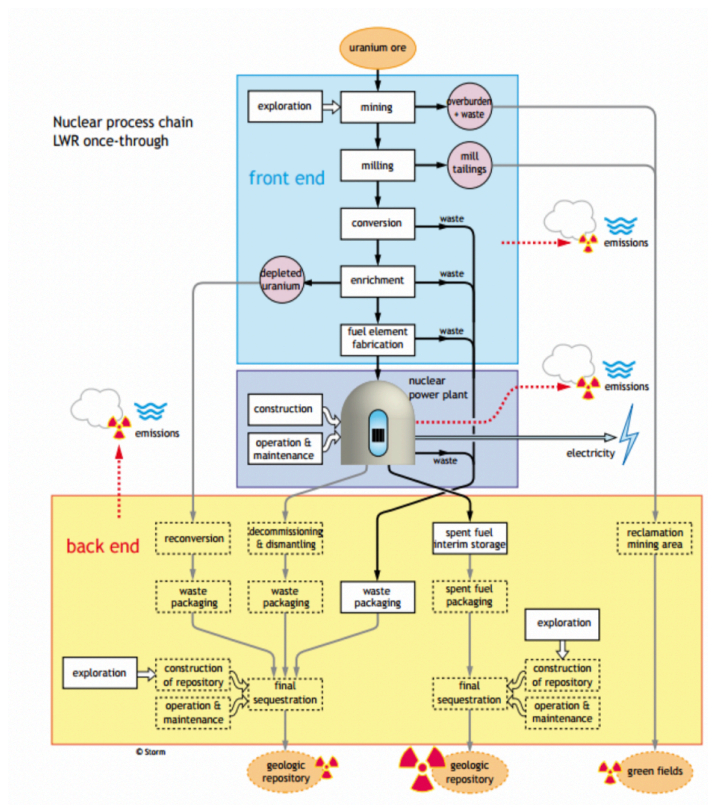 uranium ore
Nuclear process chain
LWR once-through
exploration
mining
overburden
+ waste
front end
milling
mill
tailings
conversion
waste
emissions
depleted
uranium
enrichment
waste
fuel element
fabrication
waste
nuclear
power plant
emissions
construction
operation &
maintenance
emissions
electricity
waste
back end
reconversion
decommissioning
& dismantling
spent fuel
interim storage
reclamation
mining area
waste
packaging
waste
packaging
waste
packaging
spent fuel
packaging
exploration
exploration
construction
of repository
final
sequestration
final
sequestration
construction
of repository
operation &
maintenance
operation &
maintenance
© Storm
geologic
repository
geologic
repository
green fields